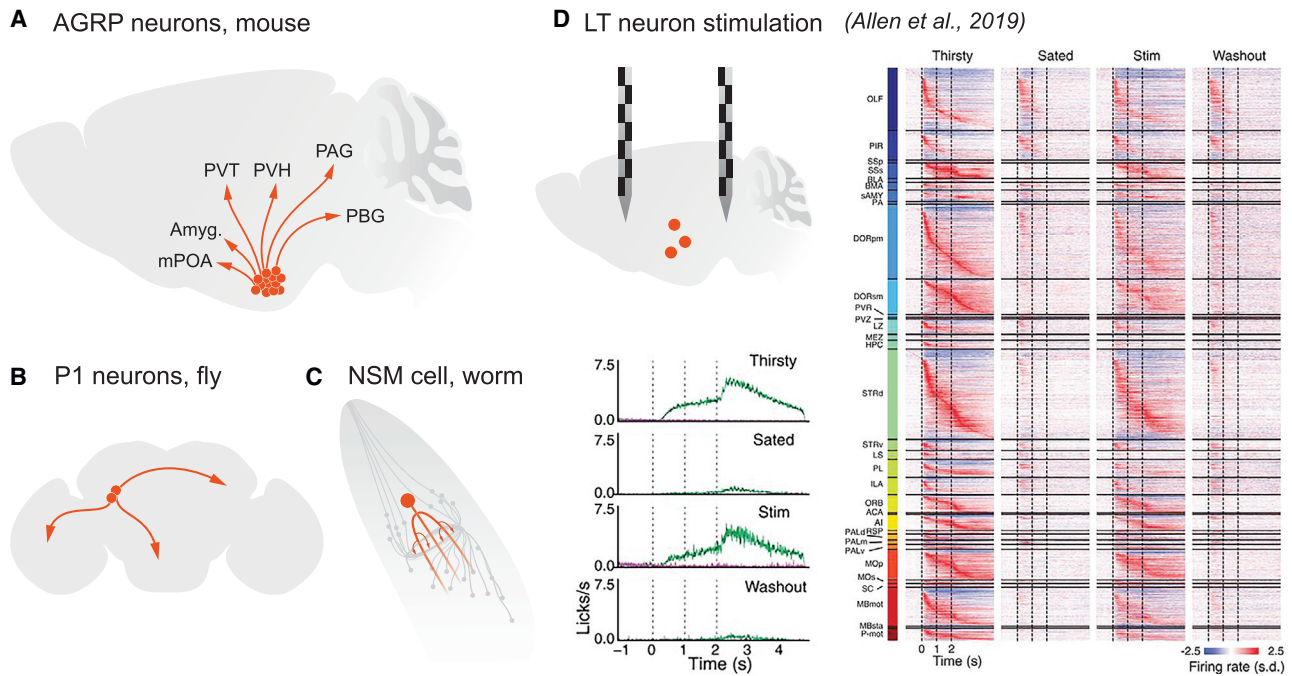 A AGRP neurons, mouse
PVT PVH PAG
PBG
Amyg.
mPOA
B P1 neurons, fly
C NSM cell, worm
D LT neuron stimulation (Allen et al., 2019)
7.5
Thirsty
0.0
7.5
Sated
0.0
7.5
Stim
0.0
7.5
Washout
0.0
Licks/s
-1 0 1 2 3 4
Time (s)
Thirsty Sated Stim Washout
OLF
PIR
SSp
SSs
BLA
BMA
sAMY
PA
DORpm
DORsm
PVR
PVZ
LZ
MEZ
HPC
STRd
STRv
LS
PL
ILA
ORB
ACA
AI
PALd RSP
PALm
PALv
MOp
MOs
SC
MBmot
MBsta
P-mot
0 1 2
Time (s)
-2.5 2.5
Firing rate (s.d.)